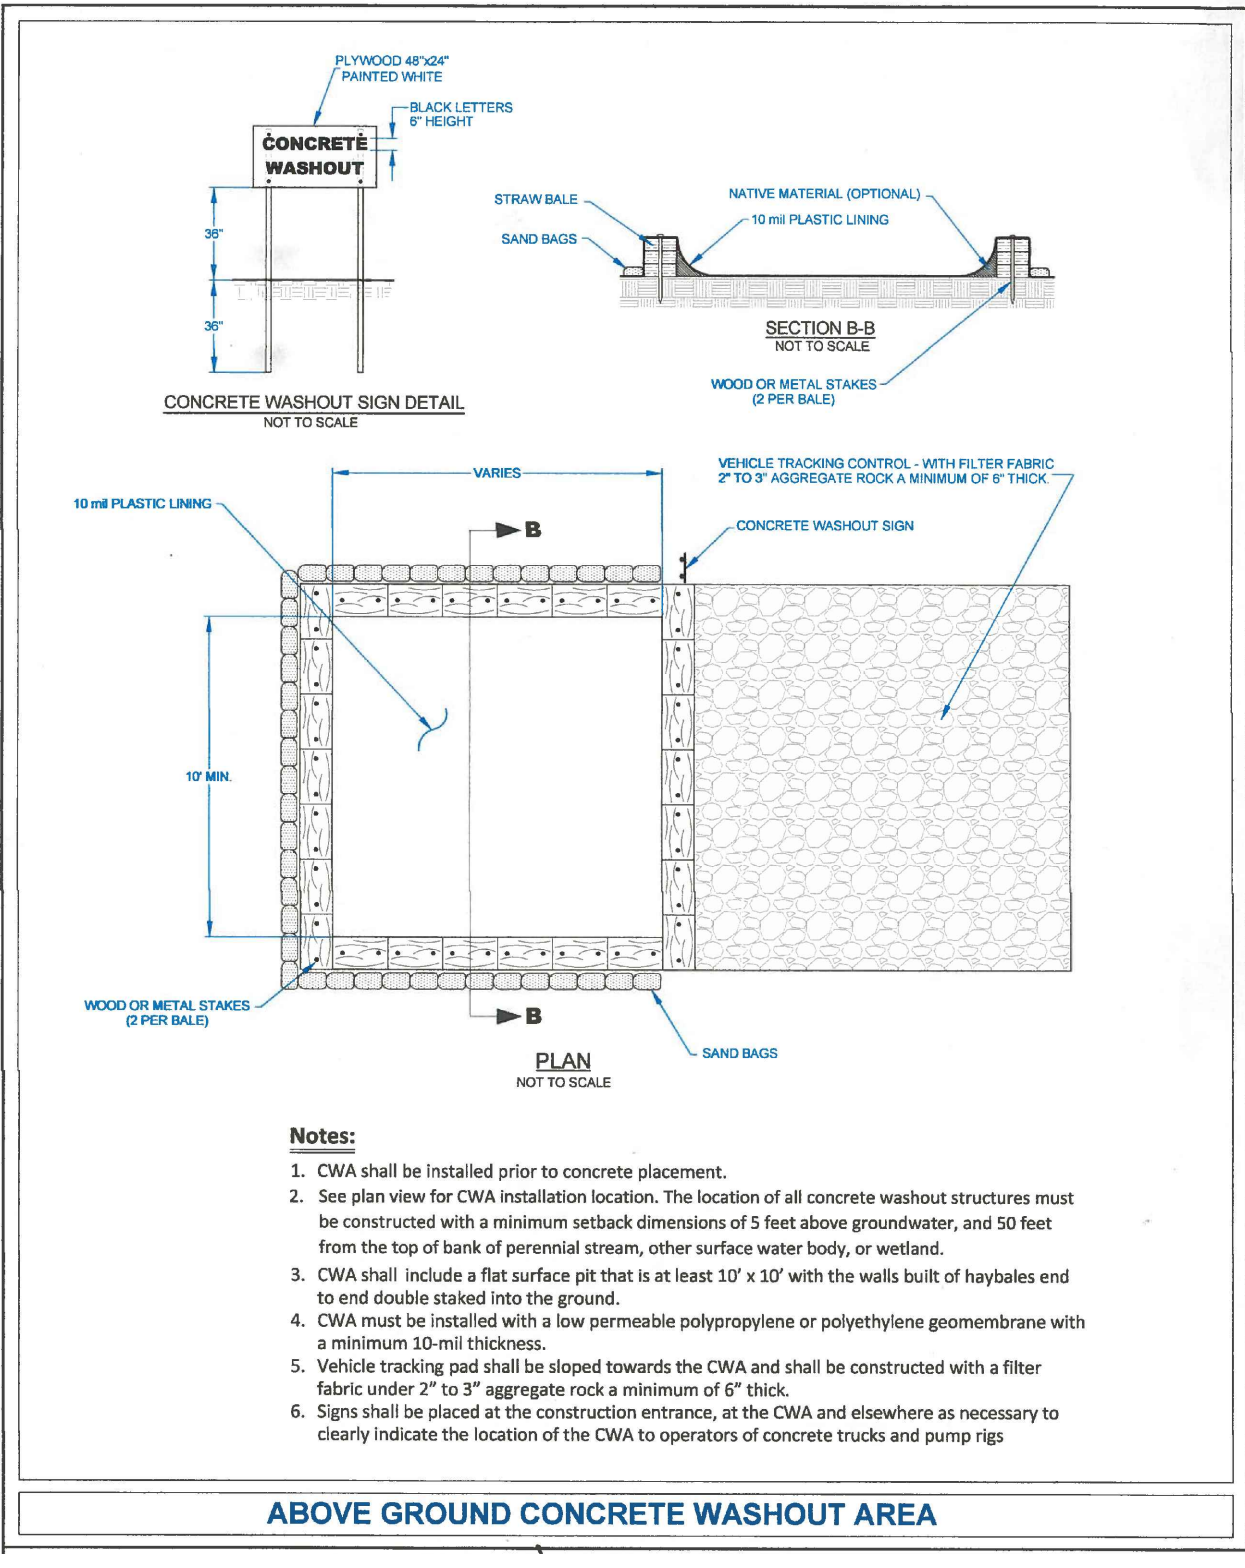 PLYWOOD 48"x24"
PAINTED WHITE
BLACK LETTERS
6" HEIGHT
CONCRETE
WASHOUT
36"
36"
CONCRETE WASHOUT SIGN DETAIL
NOT TO SCALE
STRAW BALE
SAND BAGS
NATIVE MATERIAL (OPTIONAL)
10 mil PLASTIC LINING
SECTION B-B
NOT TO SCALE
WOOD OR METAL STAKES
(2 PER BALE)
VARIES
VEHICLE TRACKING CONTROL - WITH FILTER FABRIC
2" TO 3" AGGREGATE ROCK A MINIMUM OF 6" THICK.
10 mil PLASTIC LINING
B
CONCRETE WASHOUT SIGN
10' MIN.
WOOD OR METAL STAKES
(2 PER BALE)
B
SAND BAGS
PLAN
NOT TO SCALE
Notes:
1. CWA shall be installed prior to concrete placement.
2. See plan view for CWA installation location. The location of all concrete washout structures must
be constructed with a minimum setback dimensions of 5 feet above groundwater, and 50 feet
from the top of bank of perennial stream, other surface water body, or wetland.
3. CWA shall include a flat surface pit that is at least 10' x 10' with the walls built of haybales end
to end double staked into the ground.
4. CWA must be installed with a low permeable polypropylene or polyethylene geomembrane with
a minimum 10-mil thickness.
5. Vehicle tracking pad shall be sloped towards the CWA and shall be constructed with a filter
fabric under 2" to 3" aggregate rock a minimum of 6" thick.
6. Signs shall be placed at the construction entrance, at the CWA and elsewhere as necessary to
clearly indicate the location of the CWA to operators of concrete trucks and pump rigs
ABOVE GROUND CONCRETE WASHOUT AREA